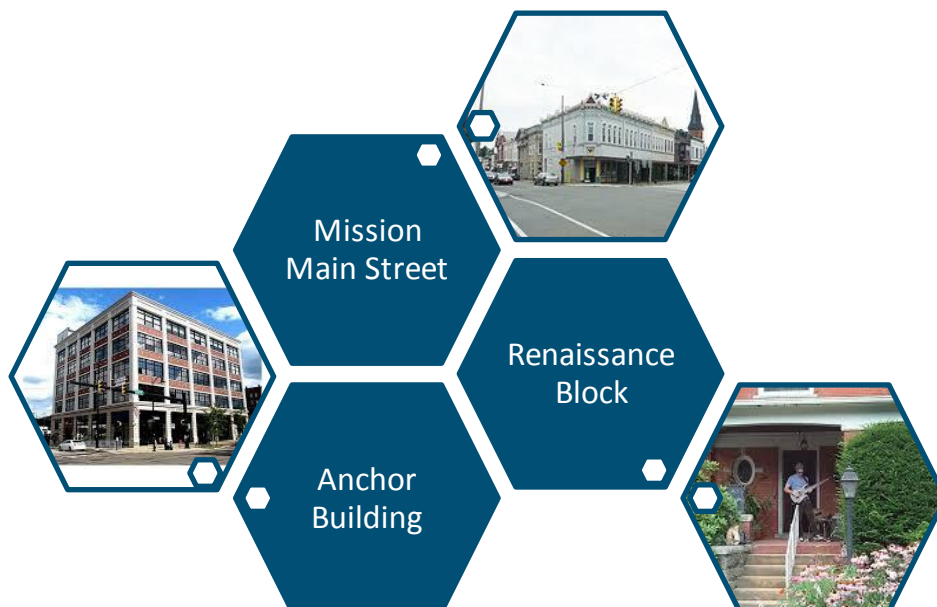 Mission
Main Street
Renaissance
Block
Anchor
Building